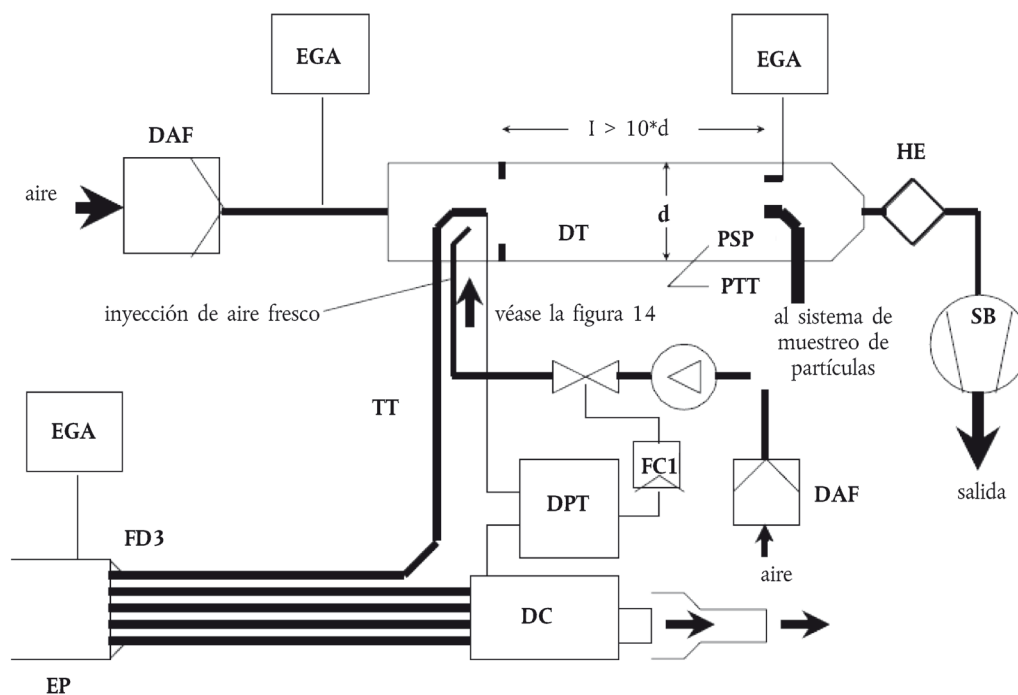 EGA
EGA
l > 10*d
DAF
HE
aire
d
DT
PSP
PTT
inyección de aire fresco
véase la figura 14
al sistema de
muestreo de
partículas
SB
TT
EGA
FC1
DPT
DAF
salida
FD3
aire
DC
EP